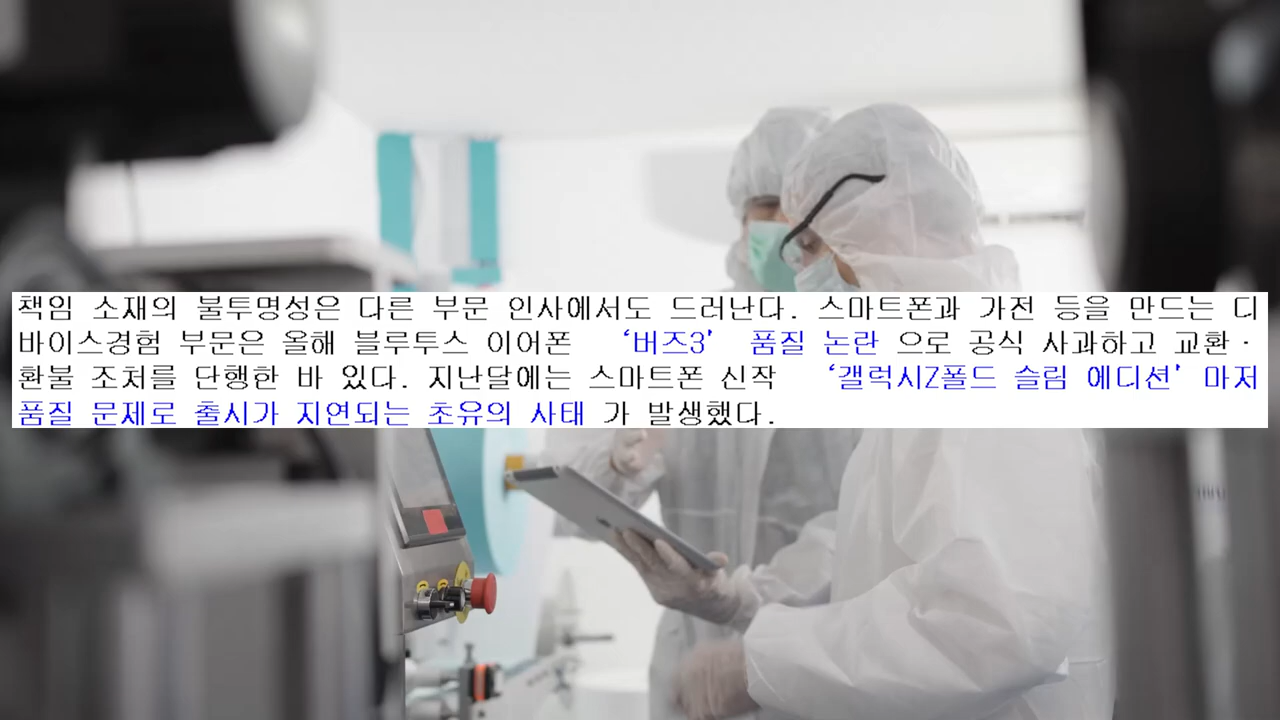 책임 소재의 불투명성은 다른 부문 인사에서도 드러난다. 스마트폰과 가전 등을 만드는 디
바이스경험 부문은 올해 블루투스 이어폰 ‘버즈3’ 품질 논란 으로 공식 사과하고 교환·
환불 조처를 단행한 바 있다. 지난달에는 스마트폰 신작 ‘갤럭시Z폴드 슬림 에디션’ 마저
품질 문제로 출시가 지연되는 초유의 사태 가 발생했다.